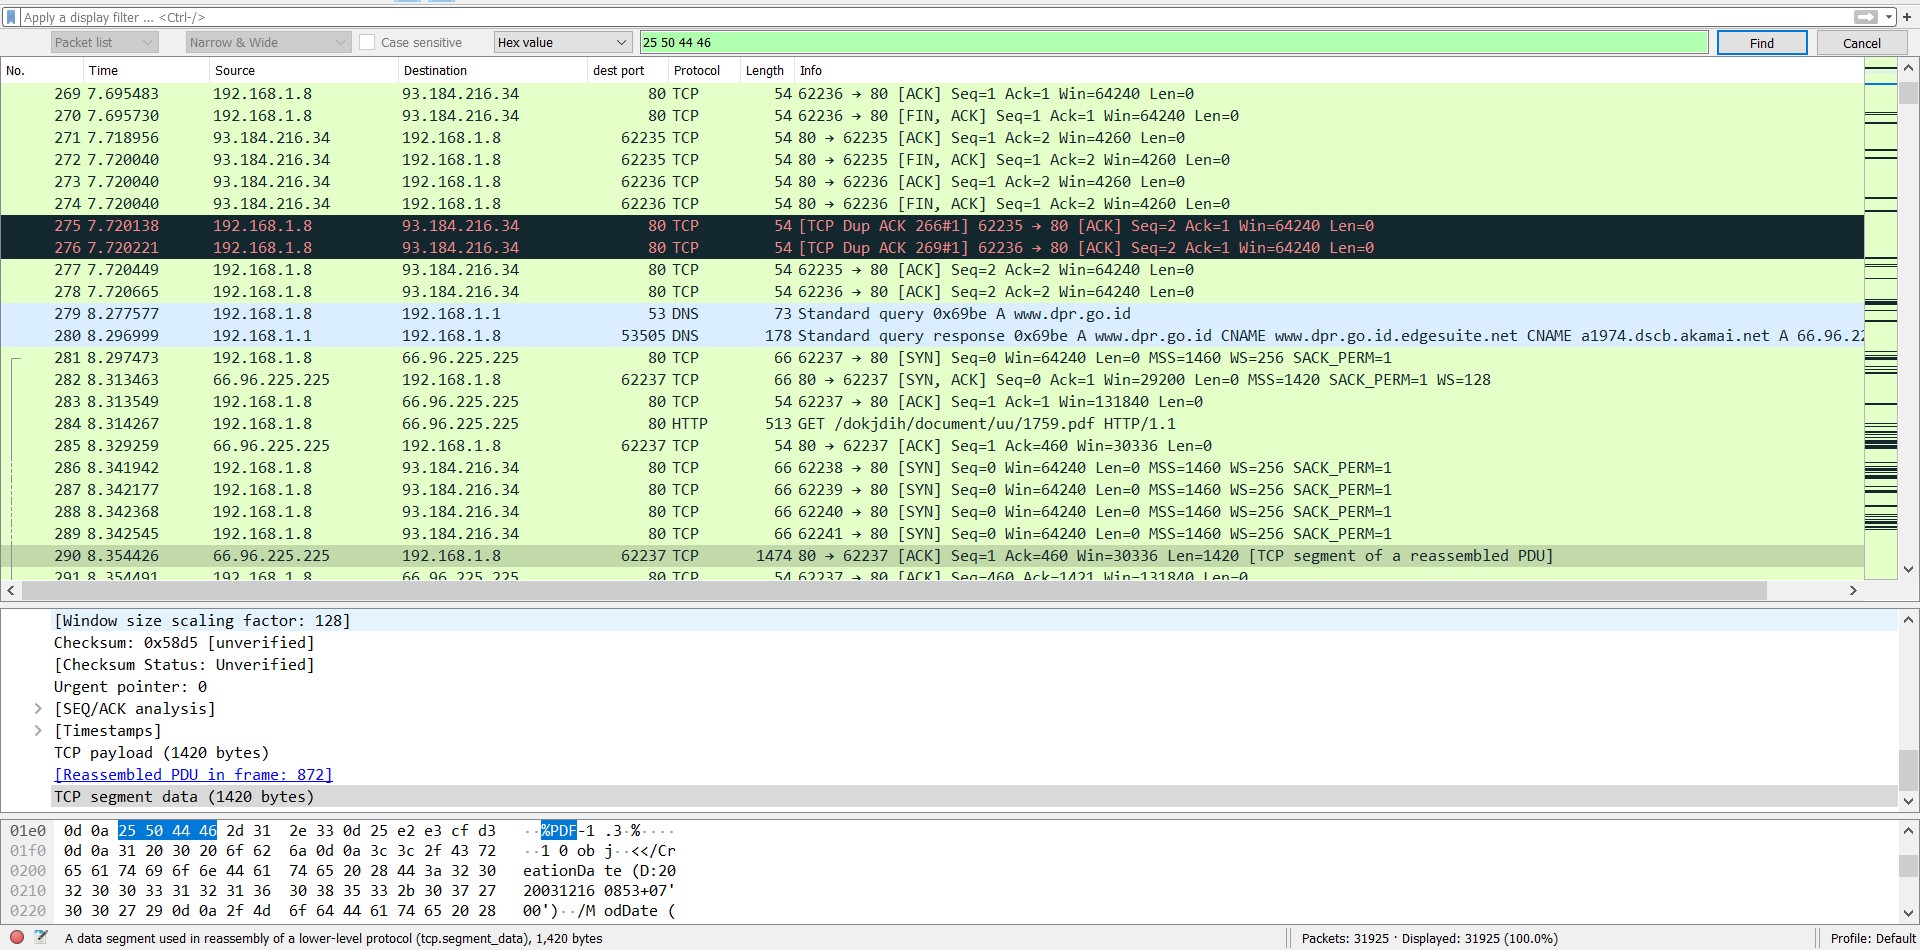 Apply a display filter ... <Ctrl-/>
Packet list Narrow & Wide Case sensitive Hex value 25 50 44 46 Find Cancel
No. Time Source Destination dest port Protocol Length Info
269 7.695483 192.168.1.8 93.184.216.34 80 TCP 54 62236 → 80 [ACK] Seq=1 Ack=1 Win=64240 Len=0
270 7.695730 192.168.1.8 93.184.216.34 80 TCP 54 62236 → 80 [FIN, ACK] Seq=1 Ack=1 Win=64240 Len=0
271 7.718956 93.184.216.34 192.168.1.8 62235 TCP 54 80 → 62235 [ACK] Seq=1 Ack=2 Win=4260 Len=0
272 7.720040 93.184.216.34 192.168.1.8 62235 TCP 54 80 → 62235 [FIN, ACK] Seq=1 Ack=2 Win=4260 Len=0
273 7.720040 93.184.216.34 192.168.1.8 62236 TCP 54 80 → 62236 [ACK] Seq=1 Ack=2 Win=4260 Len=0
274 7.720040 93.184.216.34 192.168.1.8 62236 TCP 54 80 → 62236 [FIN, ACK] Seq=1 Ack=2 Win=4260 Len=0
275 7.720138 192.168.1.8 93.184.216.34 80 TCP 54 [TCP Dup ACK 266#1] 62235 → 80 [ACK] Seq=2 Ack=1 Win=64240 Len=0
276 7.720221 192.168.1.8 93.184.216.34 80 TCP 54 [TCP Dup ACK 269#1] 62236 → 80 [ACK] Seq=2 Ack=1 Win=64240 Len=0
277 7.720449 192.168.1.8 93.184.216.34 80 TCP 54 62235 → 80 [ACK] Seq=2 Ack=2 Win=64240 Len=0
278 7.720665 192.168.1.8 93.184.216.34 80 TCP 54 62236 → 80 [ACK] Seq=2 Ack=2 Win=64240 Len=0
279 8.277577 192.168.1.8 192.168.1.1 53 DNS 73 Standard query 0x69be A www.dpr.go.id
280 8.296999 192.168.1.1 192.168.1.8 53505 DNS 178 Standard query response 0x69be A www.dpr.go.id CNAME www.dpr.go.id.edgesuite.net CNAME a1974.dscb.akamai.net A 66.96.22
281 8.297473 192.168.1.8 66.96.225.225 80 TCP 66 62237 → 80 [SYN] Seq=0 Win=64240 Len=0 MSS=1460 WS=256 SACK_PERM=1
282 8.313463 66.96.225.225 192.168.1.8 62237 TCP 66 80 → 62237 [SYN, ACK] Seq=0 Ack=1 Win=29200 Len=0 MSS=1420 SACK_PERM=1 WS=128
283 8.313549 192.168.1.8 66.96.225.225 80 TCP 54 62237 → 80 [ACK] Seq=1 Ack=1 Win=131840 Len=0
284 8.314267 192.168.1.8 66.96.225.225 80 HTTP 513 GET /dokjdih/document/uu/1759.pdf HTTP/1.1
285 8.329259 66.96.225.225 192.168.1.8 62237 TCP 54 80 → 62237 [ACK] Seq=1 Ack=460 Win=30336 Len=0
286 8.341942 192.168.1.8 93.184.216.34 80 TCP 66 62238 → 80 [SYN] Seq=0 Win=64240 Len=0 MSS=1460 WS=256 SACK_PERM=1
287 8.342177 192.168.1.8 93.184.216.34 80 TCP 66 62239 → 80 [SYN] Seq=0 Win=64240 Len=0 MSS=1460 WS=256 SACK_PERM=1
288 8.342368 192.168.1.8 93.184.216.34 80 TCP 66 62240 → 80 [SYN] Seq=0 Win=64240 Len=0 MSS=1460 WS=256 SACK_PERM=1
289 8.342545 192.168.1.8 93.184.216.34 80 TCP 66 62241 → 80 [SYN] Seq=0 Win=64240 Len=0 MSS=1460 WS=256 SACK_PERM=1
290 8.354426 66.96.225.225 192.168.1.8 62237 TCP 1474 80 → 62237 [ACK] Seq=1 Ack=460 Win=30336 Len=1420 [TCP segment of a reassembled PDU]
291 8.354491 192.168.1.8 66.96.225.225 80 TCP 54 62237 → 80 [ACK] Seq=460 Ack=1421 Win=131840 Len=0
[Window size scaling factor: 128]
Checksum: 0x58d5 [unverified]
[Checksum Status: Unverified]
Urgent pointer: 0
[SEQ/ACK analysis]
[Timestamps]
TCP payload (1420 bytes)
[Reassembled PDU in frame: 872]
TCP segment data (1420 bytes)
01e0 0d 0a 25 50 44 46 2d 31 2e 33 0d 25 e2 e3 cf d3 ··%PDF-1 .3·%····
01f0 0d 0a 31 20 30 20 6f 62 6a 0d 0a 3c 3c 2f 43 72 ··1 0 ob j··<</Cr
0200 65 61 74 69 6f 6e 44 61 74 65 20 28 44 3a 32 30 eationDa te (D:20
0210 32 30 30 33 31 32 31 36 30 38 35 33 2b 30 37 27 20031216 0853+07'
0220 30 30 27 29 0d 0a 2f 4d 6f 64 44 61 74 65 20 28 00')··/M odDate (
A data segment used in reassembly of a lower-level protocol (tcp.segment_data), 1,420 bytes Packets: 31925 · Displayed: 31925 (100.0%) Profile: Default